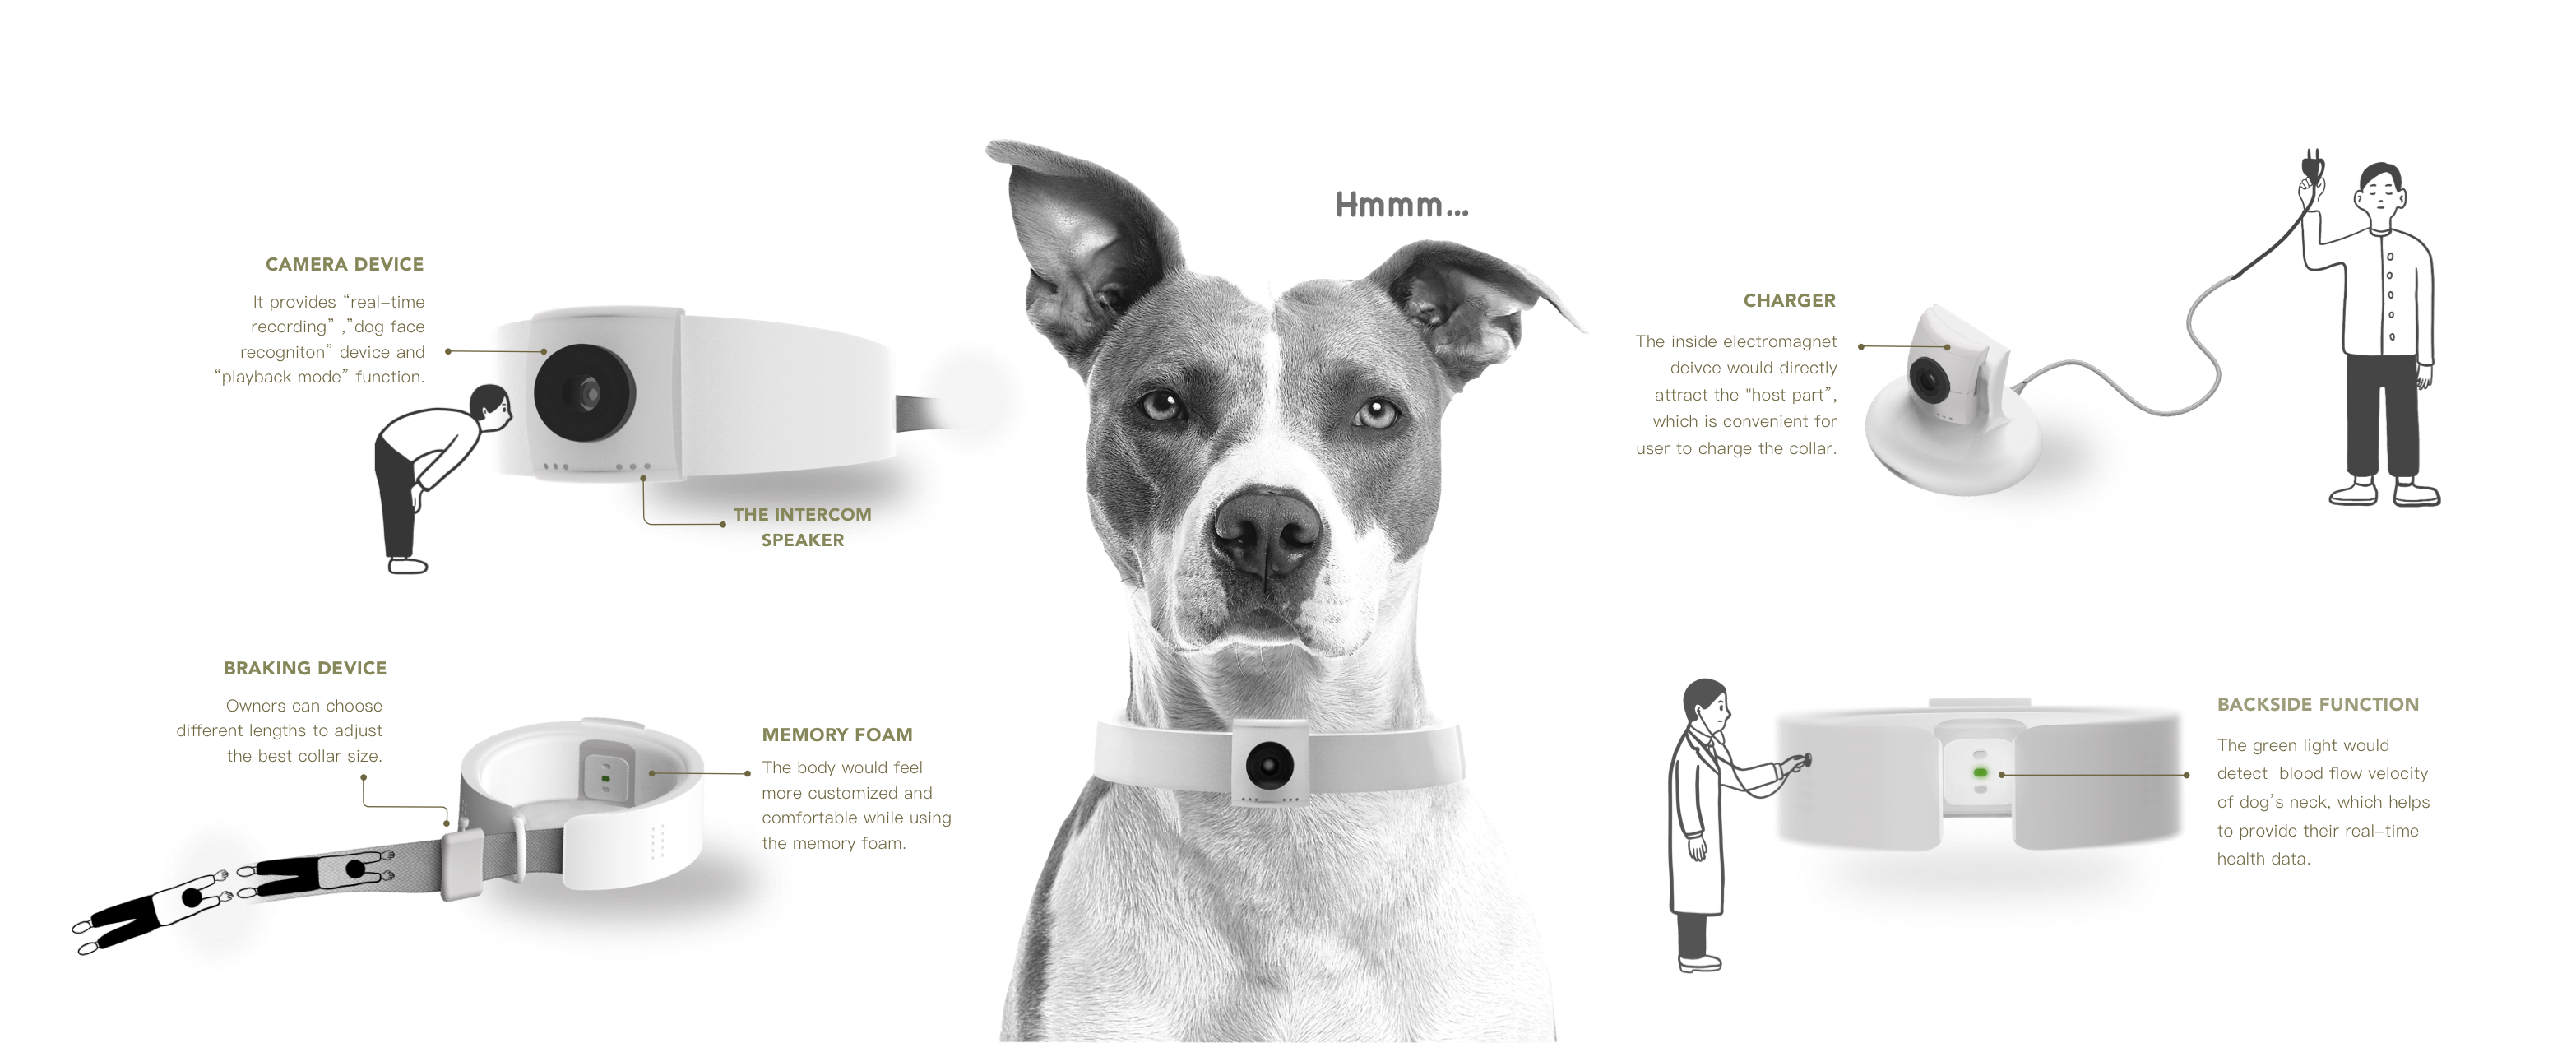 Hmmm...
CAMERA DEVICE
It provides “real-time
recording” ,”dog face
recogniton” device and
“playback mode” function.
THE INTERCOM
SPEAKER
CHARGER
The inside electromagnet
deivce would directly
attract the "host part”,
which is convenient for
user to charge the collar.
BRAKING DEVICE
Owners can choose
different lengths to adjust
the best collar size.
MEMORY FOAM
The body would feel
more customized and
comfortable while using
the memory foam.
BACKSIDE FUNCTION
The green light would
detect  blood flow velocity
of dog’s neck, which helps
to provide their real-time
health data.